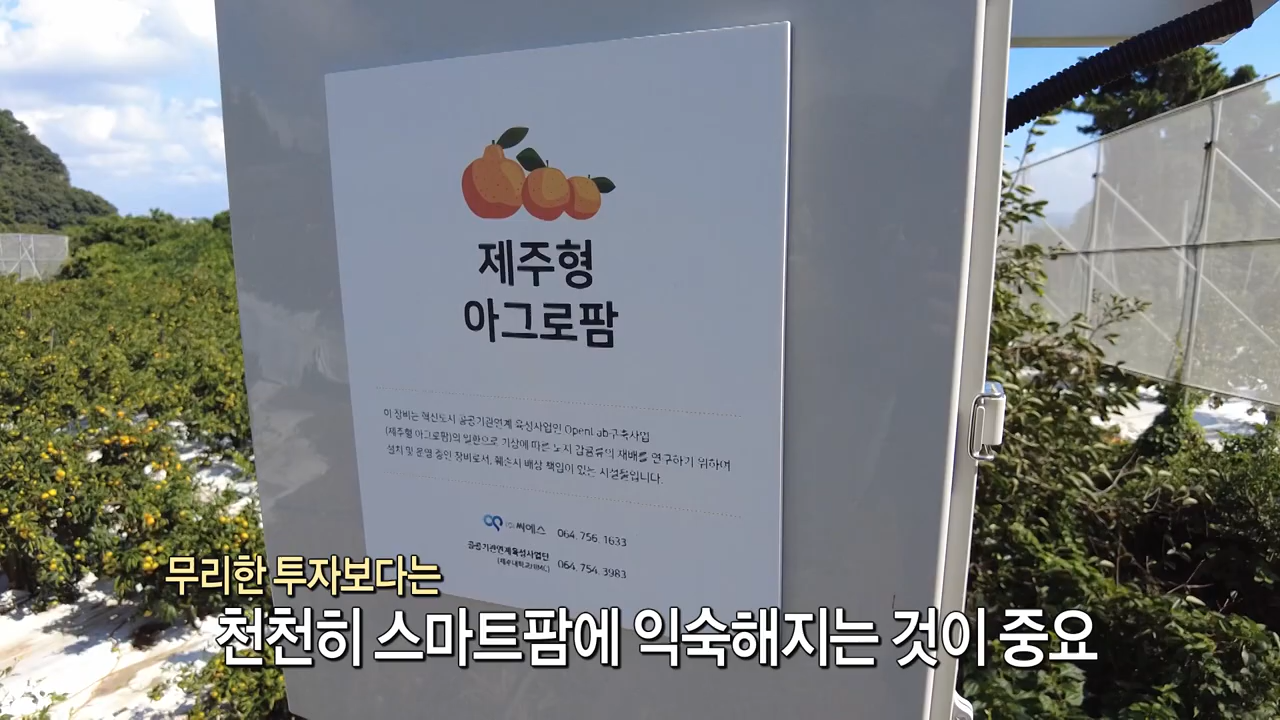 제주형
아그로팜
이 장비는 혁신도시 공공기관연계 육성사업인 OpenLab구축사업
(제주형 아그로팜)의 일환으로 기상에 따른 노지 감귤류의 재배를 연구하기 위하여
설치 및 운영 중인 장비로서, 훼손시 배상 책임이 있는 시설물입니다.
(주)씨에스 064. 756. 1633
공공기관연계육성사업단
(제주대학교 064. 754. 3983
무리한 투자보다는
천천히 스마트팜에 익숙해지는 것이 중요